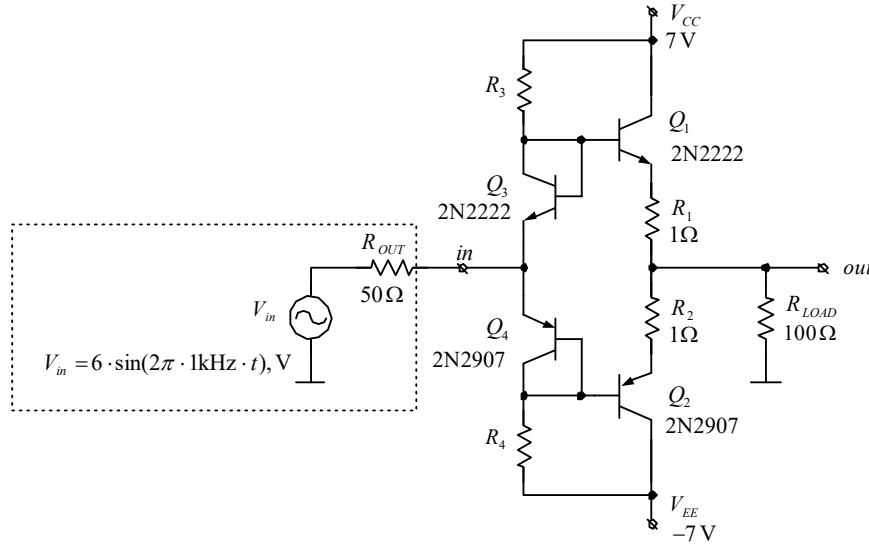 V_CC
7 V
R_3
Q_1
2N2222
Q_3
2N2222
R_1
1Ω
R_OUT
in
50Ω
out
V_in
V_in = 6 · sin(2π · 1kHz · t), V
R_LOAD
100Ω
Q_4
2N2907
R_2
1Ω
Q_2
2N2907
R_4
V_EE
−7 V